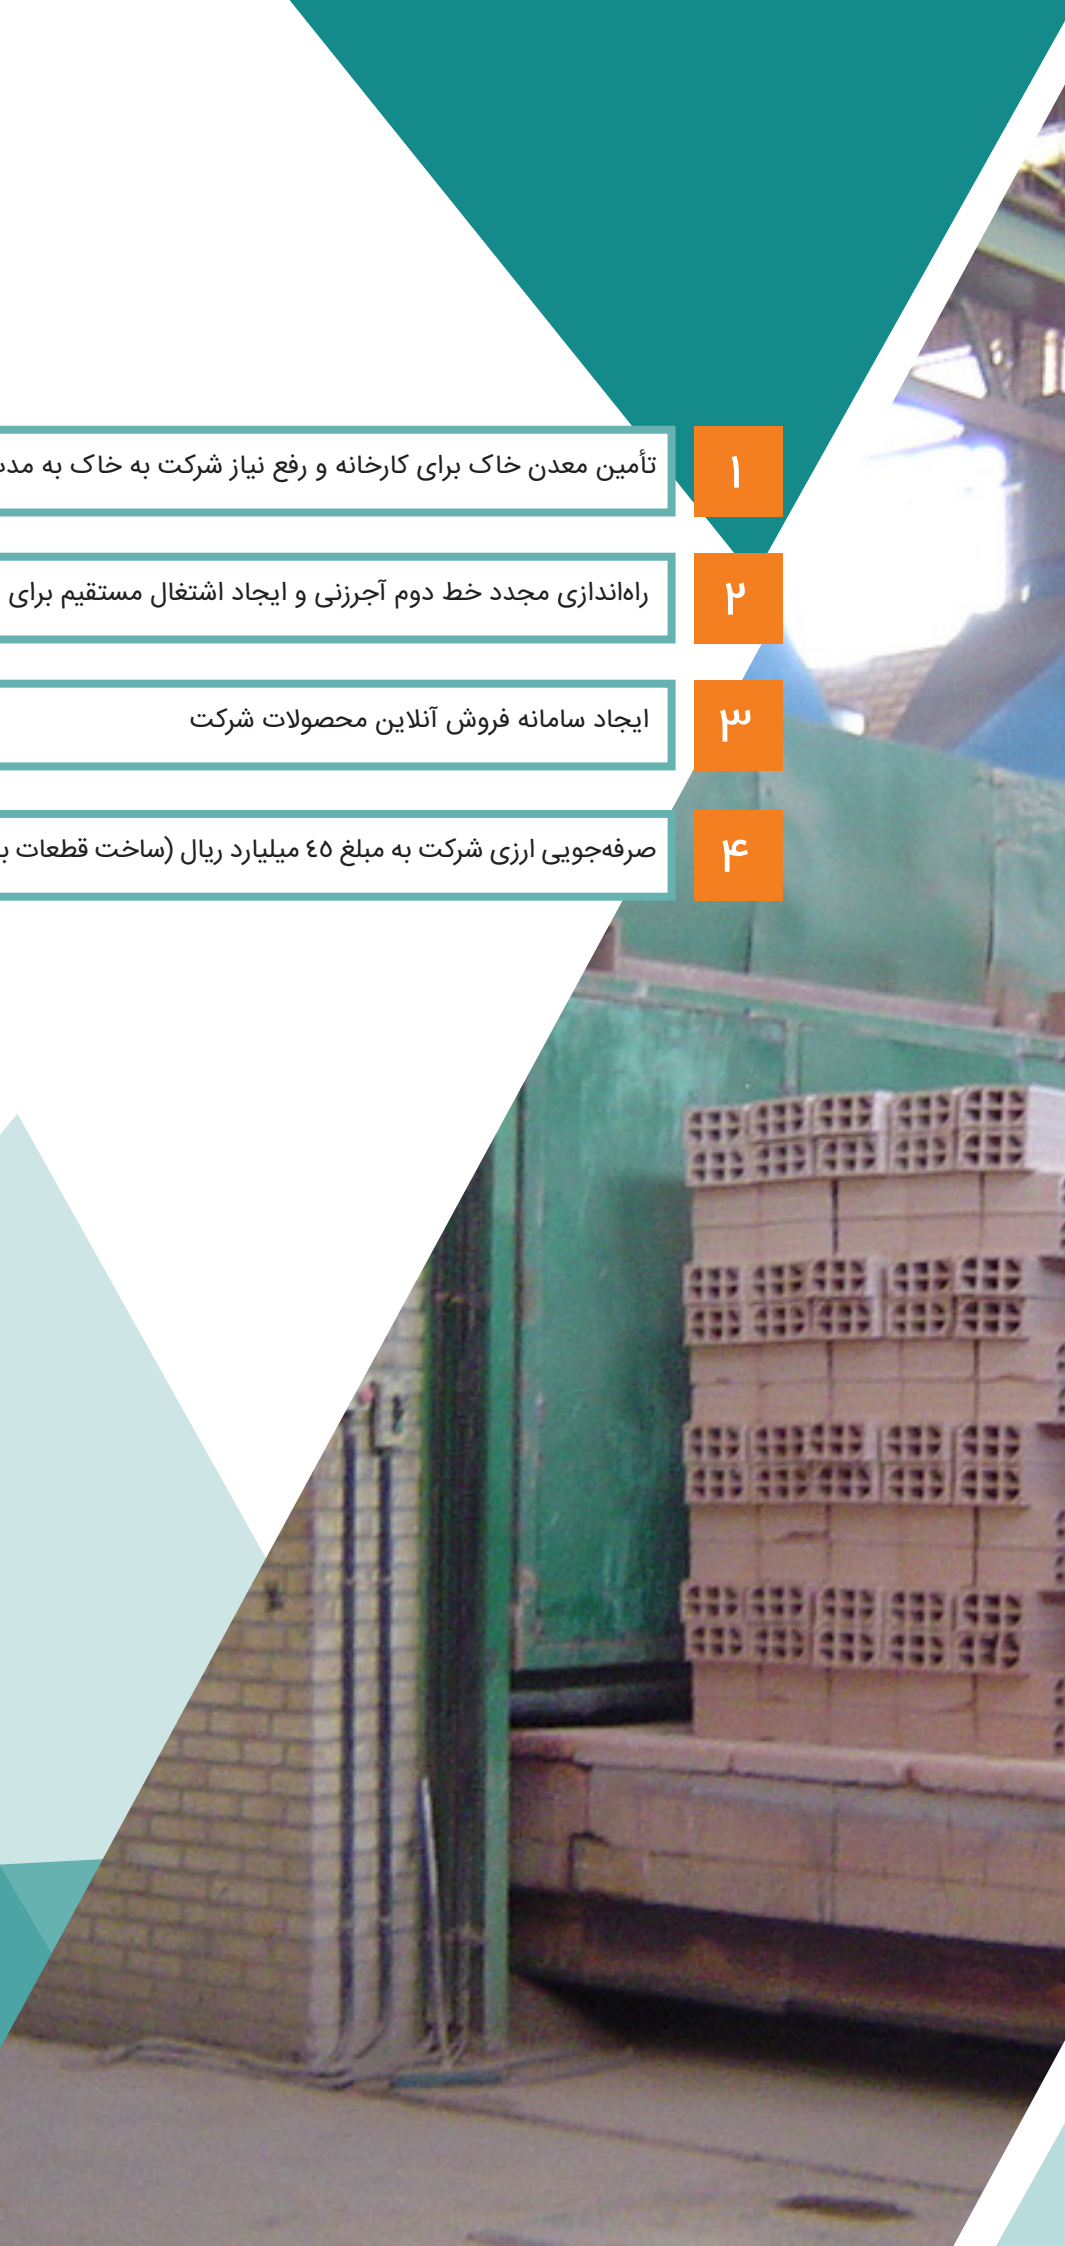 ۱
تأمین معدن خاک برای کارخانه و رفع نیاز شرکت به خاک به
۲
راه‌اندازی مجدد خط دوم آجرزنی و ایجاد اشتغال مستقیم برای
۳
ایجاد سامانه فروش آنلاین محصولات شرکت
۴
صرفه‌جویی ارزی شرکت به مبلغ ٤٥ میلیارد ریال (ساخت قطعات